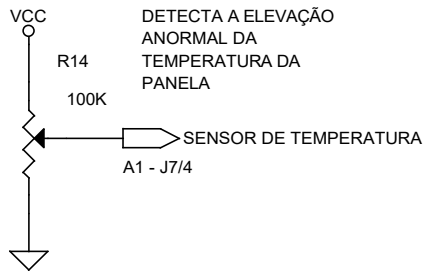 VCC
DETECTA A ELEVAÇÃO
ANORMAL DA
TEMPERATURA DA
PANELA
R14
100K
SENSOR DE TEMPERATURA
A1 - J7/4